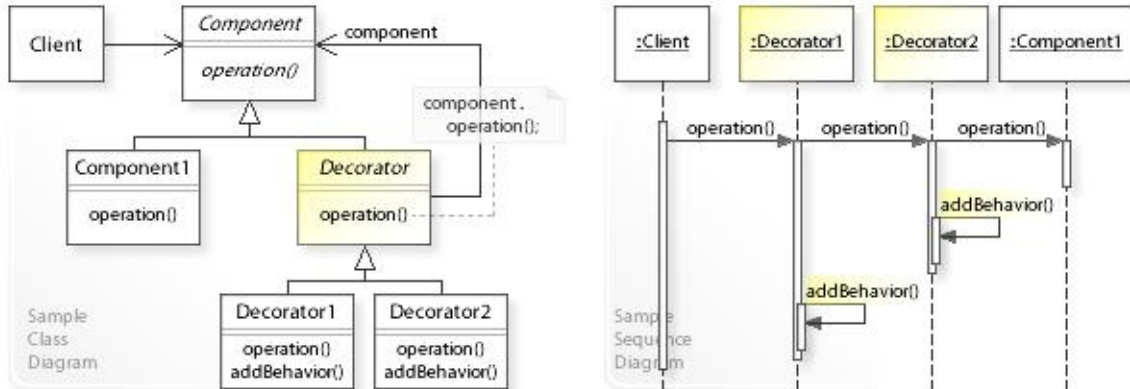 Client
Component
operation()
component
component.
operation();
Component1
operation()
Decorator
operation()
Decorator1
operation()
addBehavior()
Decorator2
operation()
addBehavior()
Sample
Class
Diagram
:Client
:Decorator1
:Decorator2
:Component1
operation()
operation()
operation()
addBehavior()
addBehavior()
Sample
Sequence
Diagram